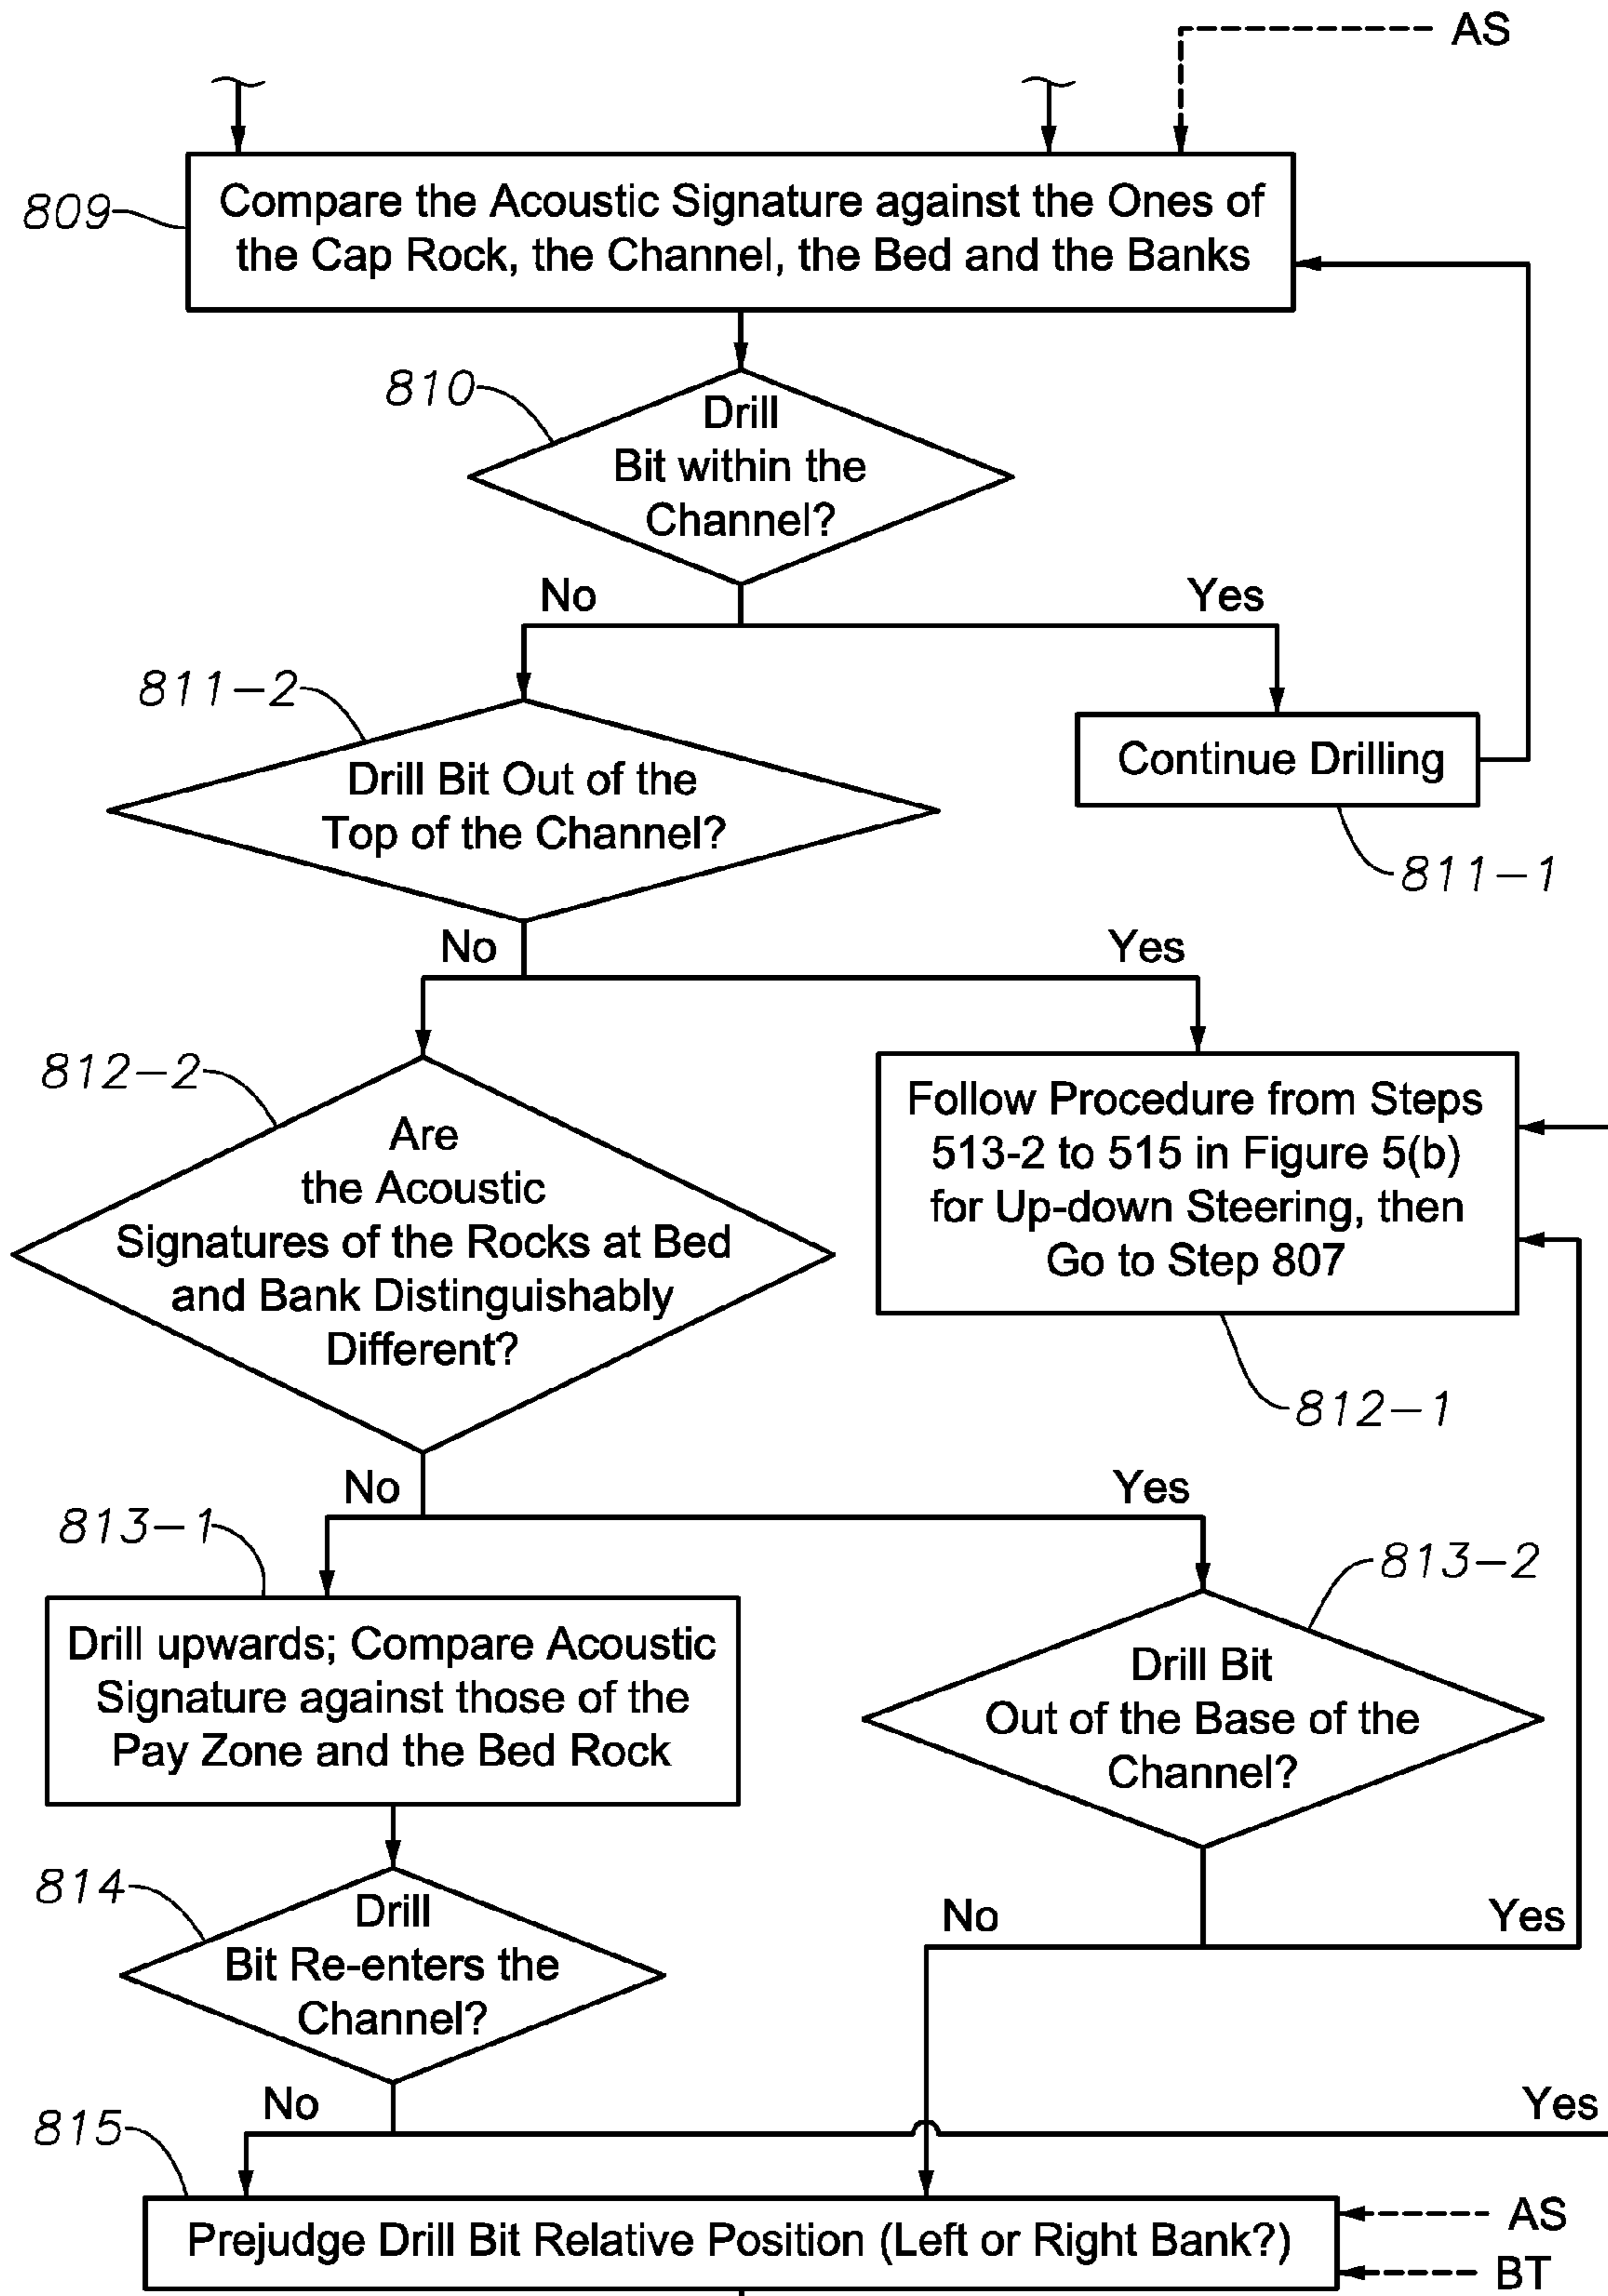 AS
809
Compare the Acoustic Signature against the Ones of
the Cap Rock, the Channel, the Bed and the Banks
810
Drill
Bit within the
Channel?
No
Yes
811-2
Drill Bit Out of the
Top of the Channel?
Continue Drilling
811-1
No
Yes
812-2
Are
the Acoustic
Signatures of the Rocks at Bed
and Bank Distinguishably
Different?
Follow Procedure from Steps
513-2 to 515 in Figure 5(b)
for Up-down Steering, then
Go to Step 807
812-1
No
Yes
813-1
Drill upwards; Compare Acoustic
Signature against those of the
Pay Zone and the Bed Rock
813-2
Drill Bit
Out of the Base of the
Channel?
814
Drill
Bit Re-enters the
Channel?
No
Yes
No
Yes
815
Prejudge Drill Bit Relative Position (Left or Right Bank?)
AS
BT